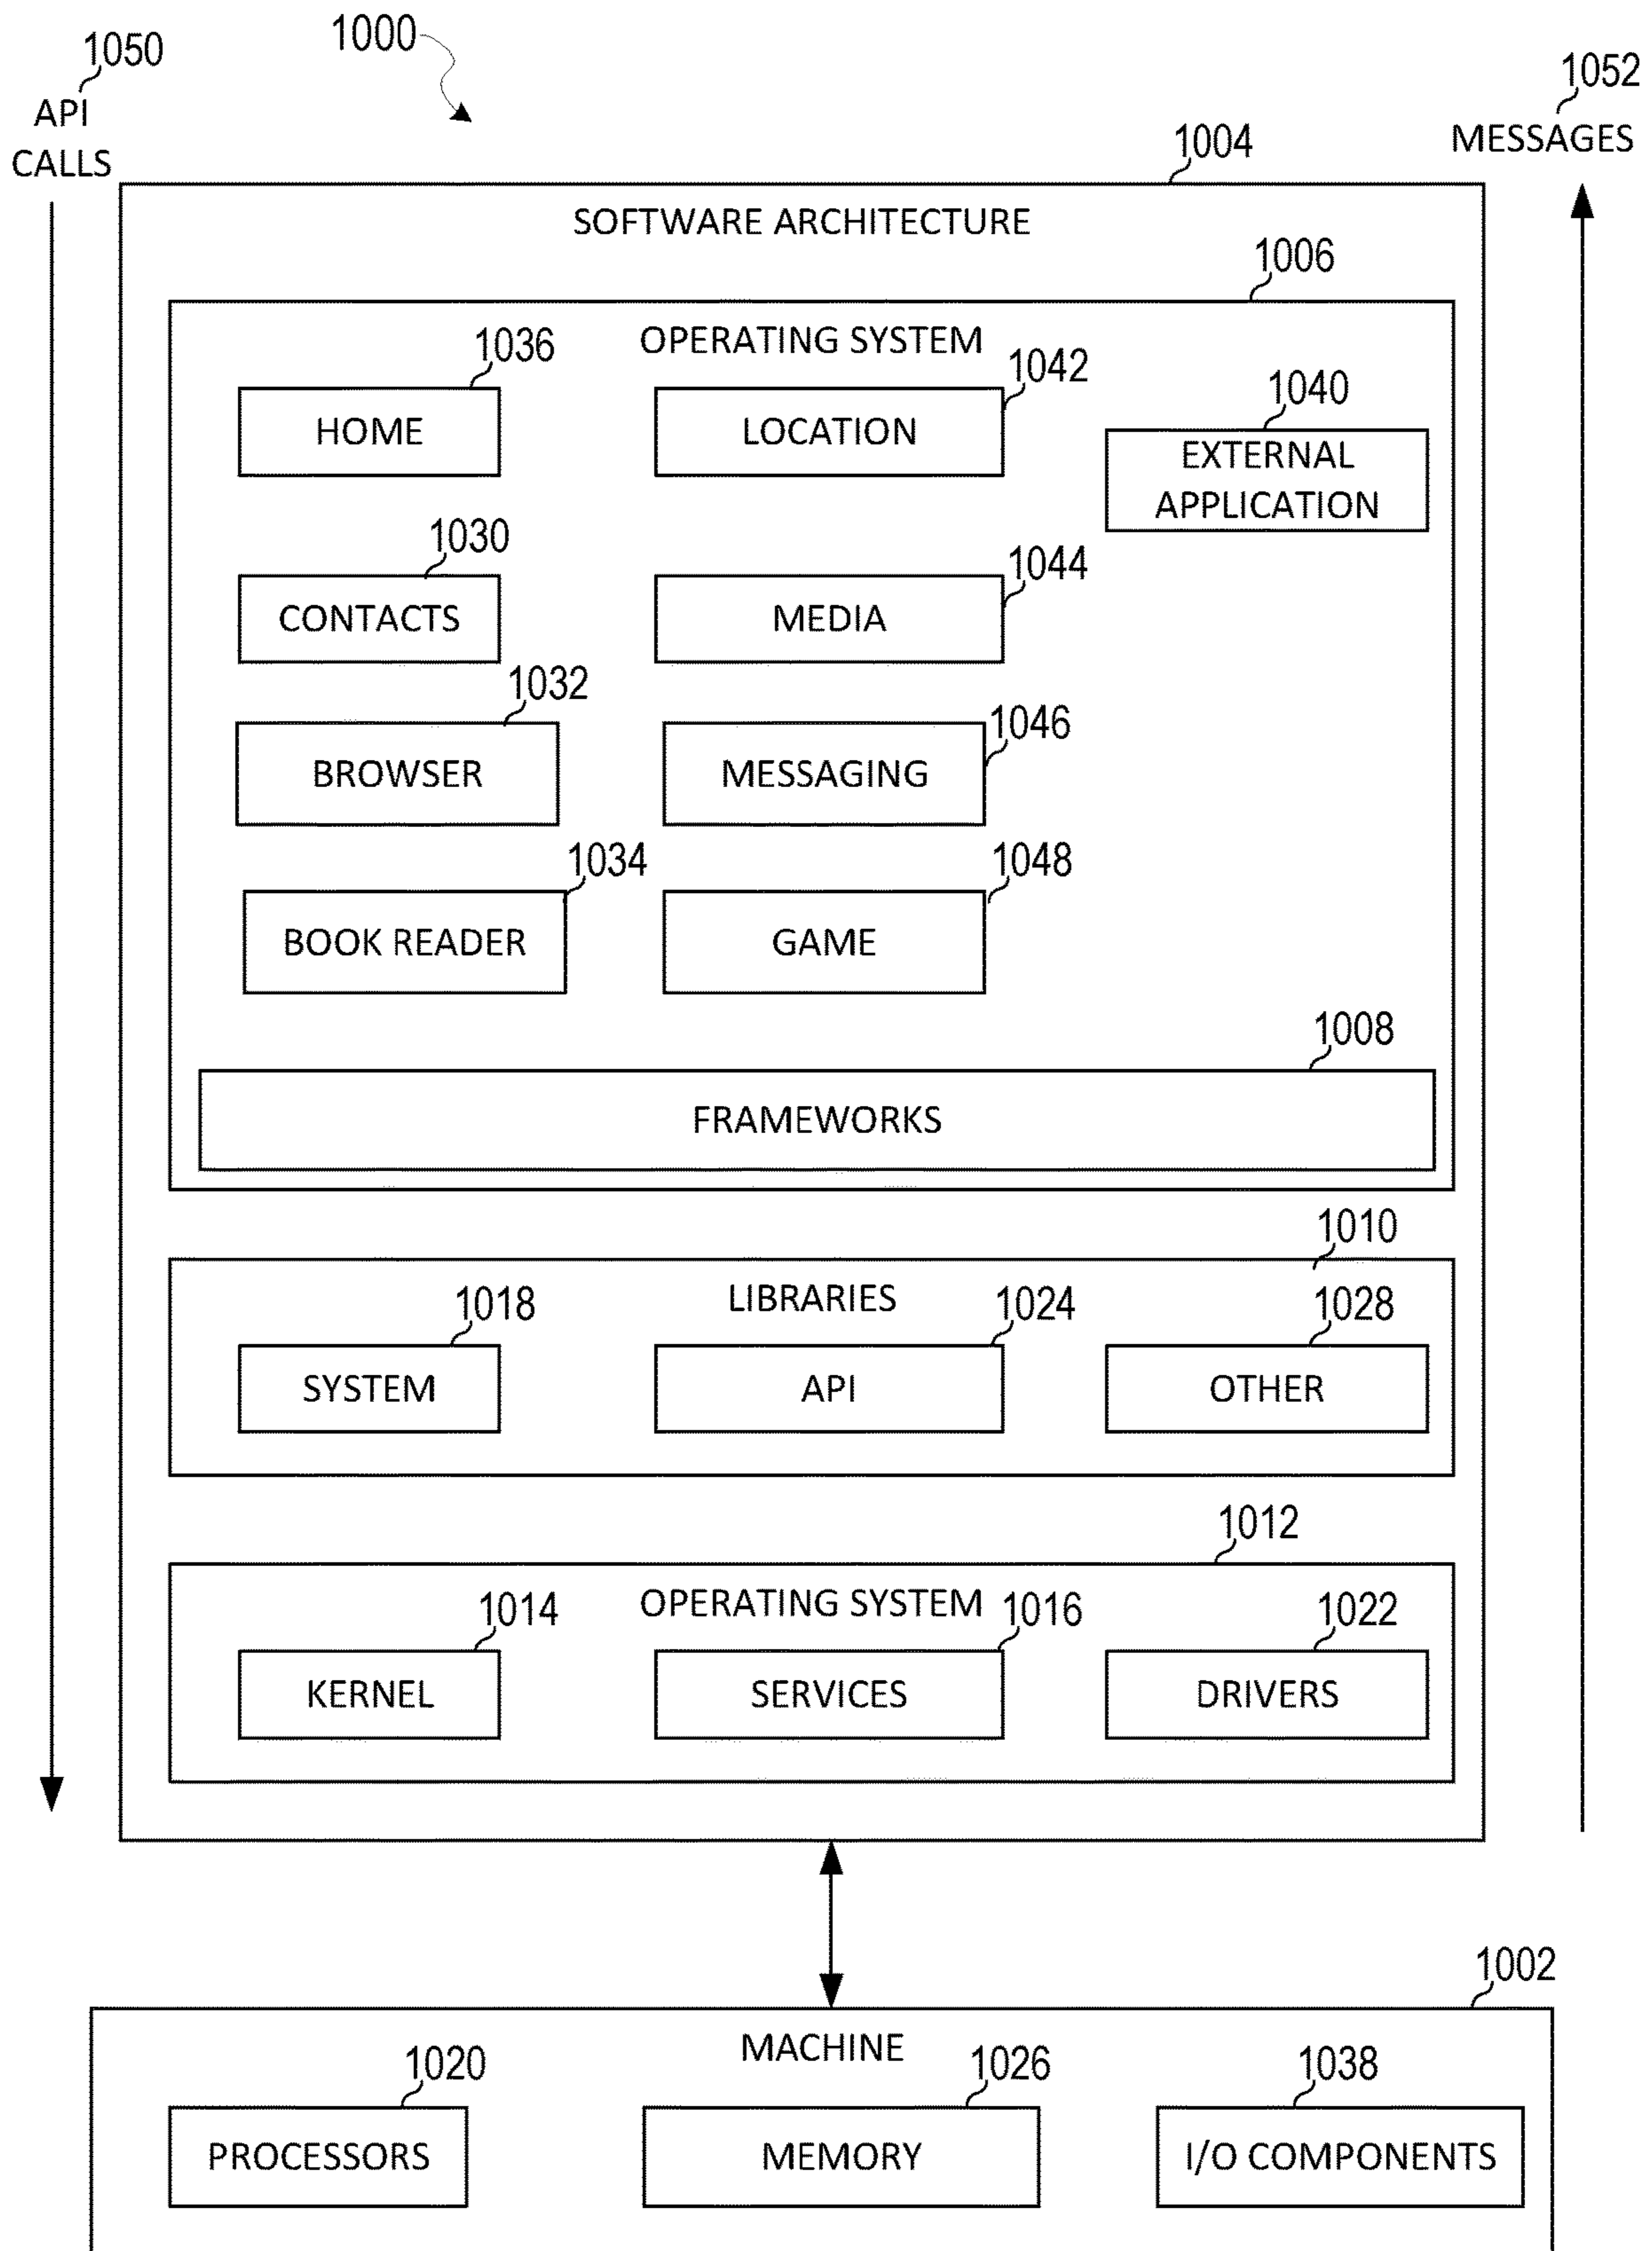 1000
1050
API
CALLS
1052
MESSAGES
1004
SOFTWARE ARCHITECTURE
1006
OPERATING SYSTEM
1036
HOME
1042
LOCATION
1040
EXTERNAL
APPLICATION
1030
CONTACTS
1044
MEDIA
1032
BROWSER
1046
MESSAGING
1034
BOOK READER
1048
GAME
1008
FRAMEWORKS
1010
LIBRARIES
1018
SYSTEM
1024
API
1028
OTHER
1012
OPERATING SYSTEM
1014
KERNEL
1016
SERVICES
1022
DRIVERS
1002
MACHINE
1020
PROCESSORS
1026
MEMORY
1038
I/O COMPONENTS